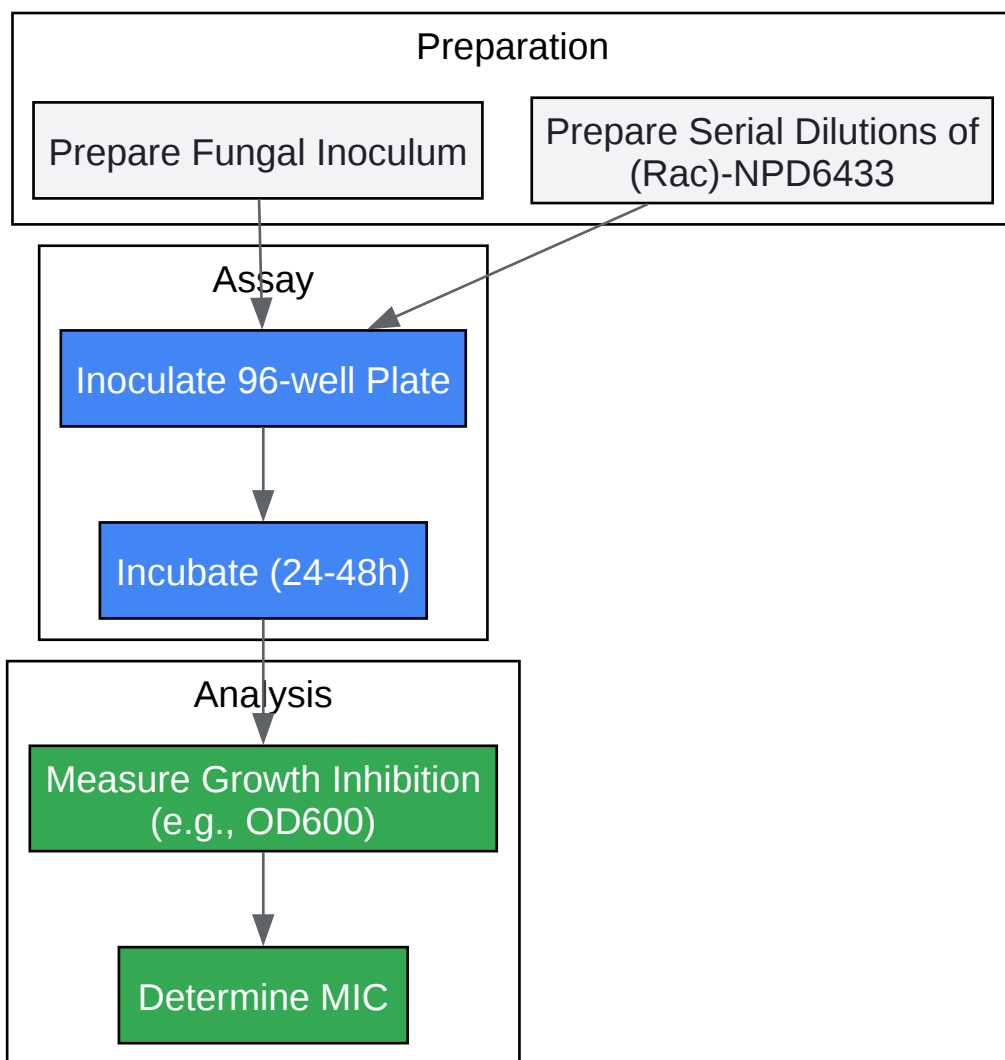 Preparation
Prepare Fungal Inoculum
Prepare Serial Dilutions of
(Rac)-NPD6433
Assay
Inoculate 96-well Plate
Incubate (24-48h)
Analysis
Measure Growth Inhibition
(e.g., OD600)
Determine MIC